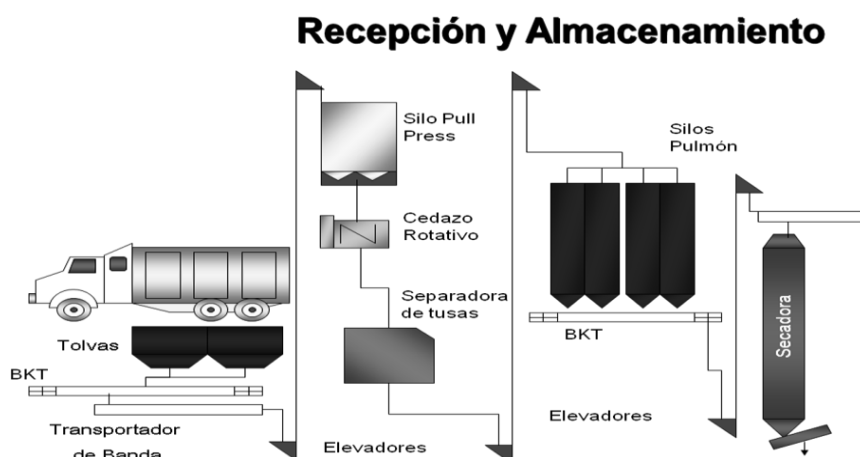 Recepción y Almacenamiento
Silo Pull
Press
Silos
Pulmón
Cedazo
Rotativo
Separadora
de tusas
Tolvas
BKT
BKT
Secadora
Transportador
de Banda
Elevadores
Elevadores